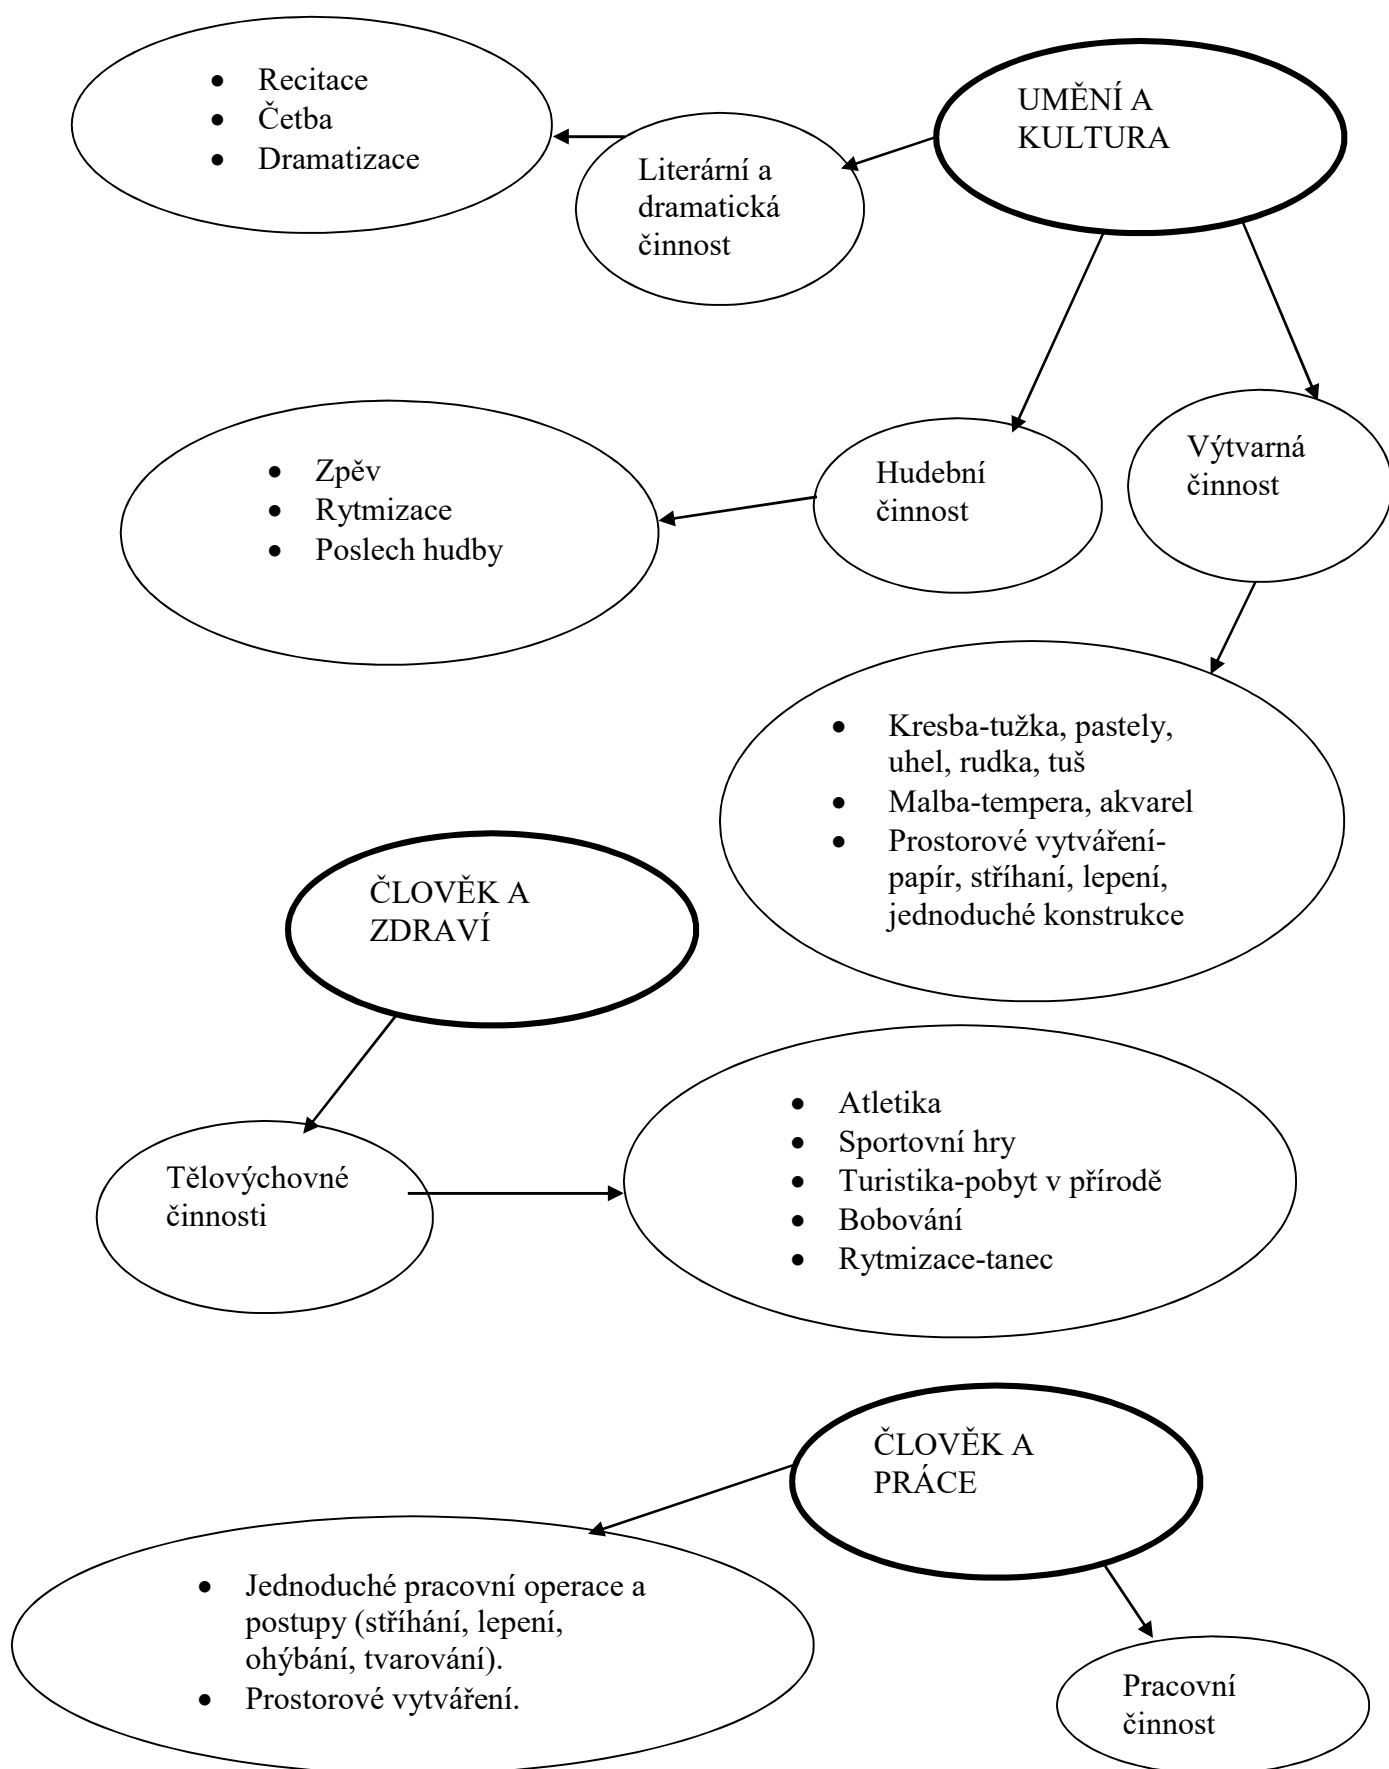 • Recitace
• Četba
• Dramatizace
UMĚNÍ A
KULTURA
Literární a
dramatická
činnost
• Zpěv
• Rytmizace
• Poslech hudby
Hudební
činnost
Výtvarná
činnost
• Kresba-tužka, pastely,
uhel, rudka, tuš
• Malba-tempera, akvarel
• Prostorové vytváření-
papír, stříhaní, lepení,
jednoduché konstrukce
ČLOVĚK A
ZDRAVÍ
Tělovýchovné
činnosti
• Atletika
• Sportovní hry
• Turistika-pobyt v přírodě
• Bobování
• Rytmizace-tanec
ČLOVĚK A
PRÁCE
• Jednoduché pracovní operace a
postupy (stříhání, lepení,
ohýbání, tvarování).
• Prostorové vytváření.
Pracovní
činnost